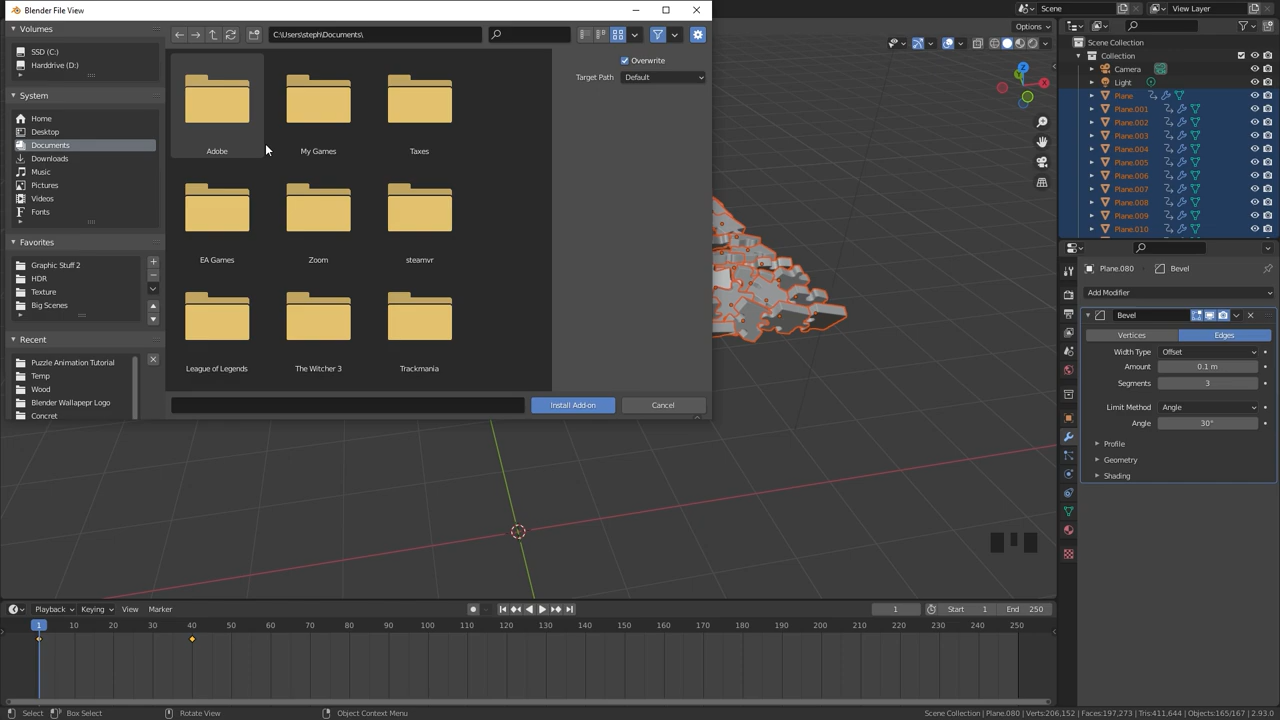 Blender File View
Scene
View Layer
Volumes
SSD (C:)
Harddrive (D:)
C:\Users\steph\Documents\
Options
Overwrite
Target Path
Default
System
Home
Desktop
Documents
Downloads
Music
Pictures
Videos
Fonts
Favorites
Graphic Stuff 2
HDR
Texture
Big Scenes
Recent
Puzzle Animation Tutorial
Temp
Wood
Blender Wallapepr Logo
Concret
Adobe
My Games
Taxes
EA Games
Zoom
steamvr
League of Legends
The Witcher 3
Trackmania
Install Add-on
Cancel
Scene Collection
Collection
Camera
Light
Plane
Plane.001
Plane.002
Plane.003
Plane.004
Plane.005
Plane.006
Plane.007
Plane.008
Plane.009
Plane.010
Plane.080
Bevel
Add Modifier
Bevel
Vertices
Edges
Width Type
Offset
Amount
0.1 m
Segments
3
Limit Method
Angle
Angle
30°
Profile
Geometry
Shading
Playback
Keying
View
Marker
1
Start
1
End
250
1
10
20
30
40
50
60
70
80
90
100
110
120
130
140
150
160
170
180
190
200
210
220
230
240
250
Select
Box Select
Rotate View
Object Context Menu
Scene Collection | Plane.080 | Verts:206,152 | Faces:197,273 | Tris:411,644 | Objects:165/167 | 2.93.0
X
Z